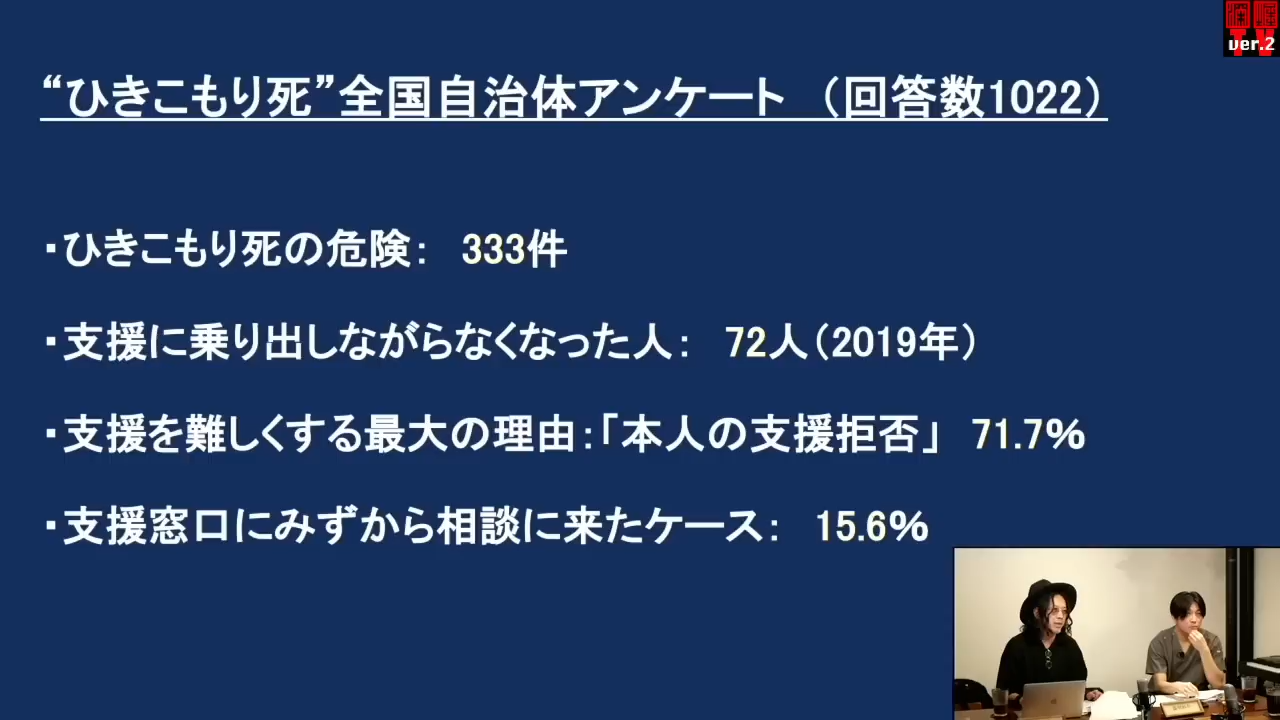 “ひきこもり死”全国自治体アンケート （回答数1022）
・ひきこもり死の危険： 333件
・支援に乗り出しながらなくなった人： 72人（2019年）
・支援を難しくする最大の理由：「本人の支援拒否」 71.7％
・支援窓口にみずから相談に来たケース： 15.6％
TV
ver.2